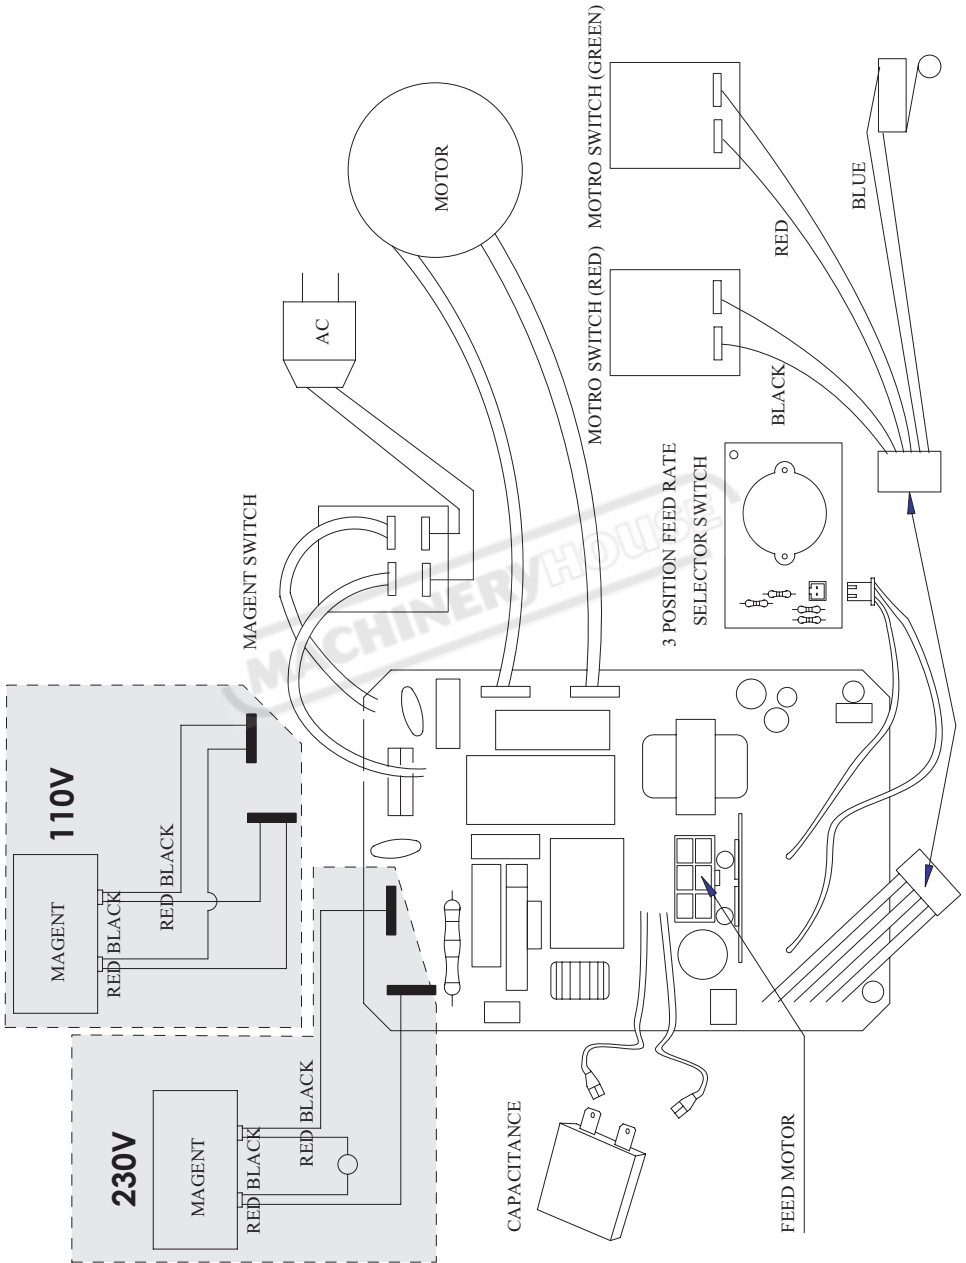 230V
MAGENT
RED BLACK
RED BLACK
110V
MAGENT
RED BLACK
RED BLACK
MAGENT SWITCH
AC
MOTOR
MACHINERYHOUSE
CAPACITANCE
FEED MOTOR
3 POSITION FEED RATE
SELECTOR SWITCH
MOTRO SWITCH (RED)
BLACK
MOTRO SWITCH (GREEN)
RED
BLUE